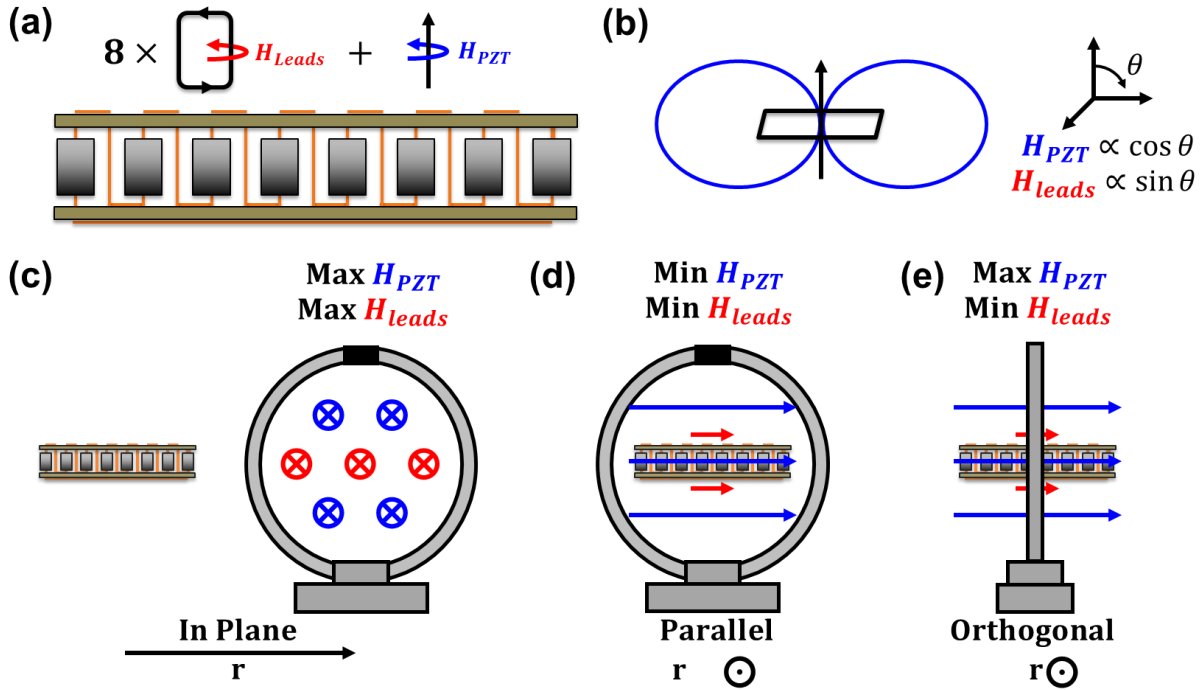 (a)
8 × H_Leads + H_PZT
(b)
θ
H_PZT ∝ cos θ
H_leads ∝ sin θ
(c)
Max H_PZT
Max H_leads
In Plane
r
(d)
Min H_PZT
Min H_leads
Parallel
r
(e)
Max H_PZT
Min H_leads
Orthogonal
r